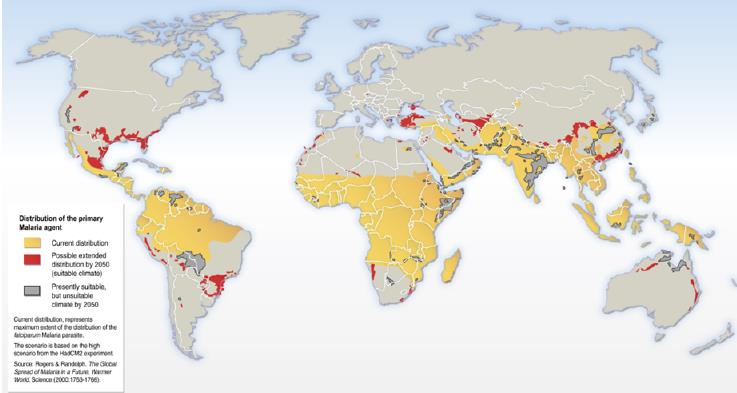 Distribution of the primary
Malaria agent
Current distribution
Possible extended
distribution by 2050
(suitable climate)
Presently suitable,
but unsuitable
climate by 2050
Current distribution, represents
maximum extent of the distribution of the
falciparum Malaria parasite.
The scenario is based on the high
scenario from the HadCM2 experiment.
Source: Rogers & Randolph, The Global
Spread of Malaria in a Future, Warmer
World. Science (2000:1763-1766).